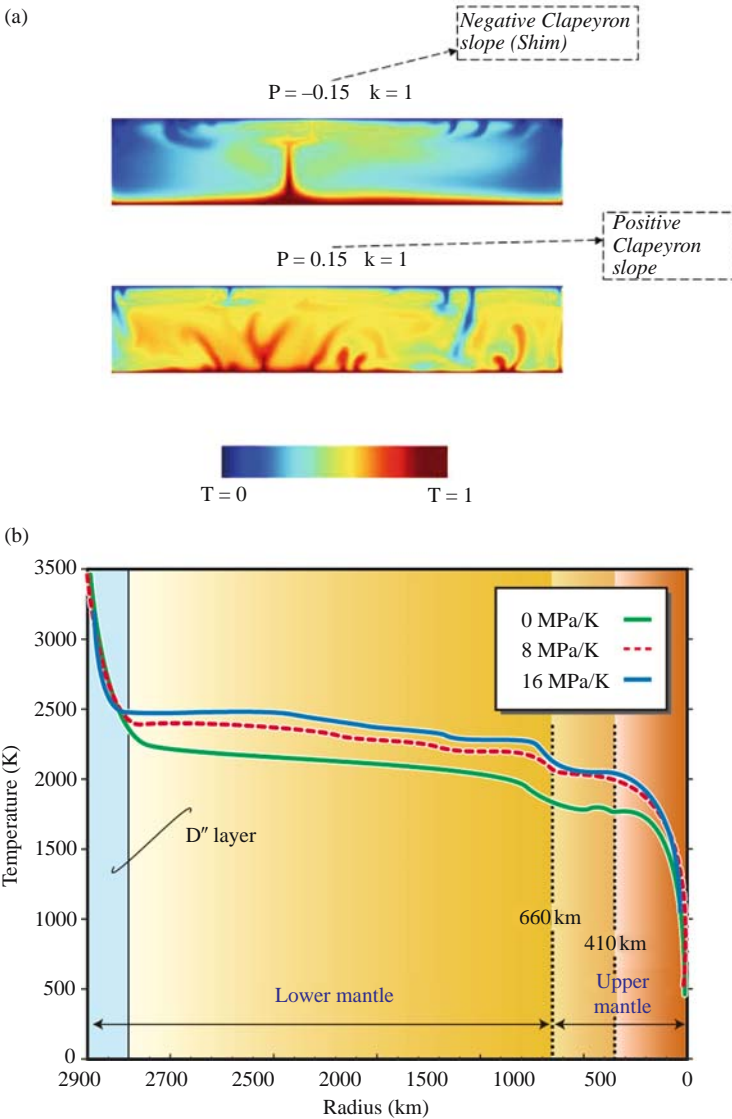 (a)
Negative Clapeyron
slope (Shim)
P = –0.15 k = 1
Positive
Clapeyron
slope
P = 0.15 k = 1
T = 0
T = 1
(b)
3500
3000
2500
2000
1500
1000
500
0
Temperature (K)
0 MPa/K
8 MPa/K
16 MPa/K
D″ layer
660 km
410 km
Lower mantle
Upper
mantle
2900 2700 2500 2000 1500 1000 500 0
Radius (km)